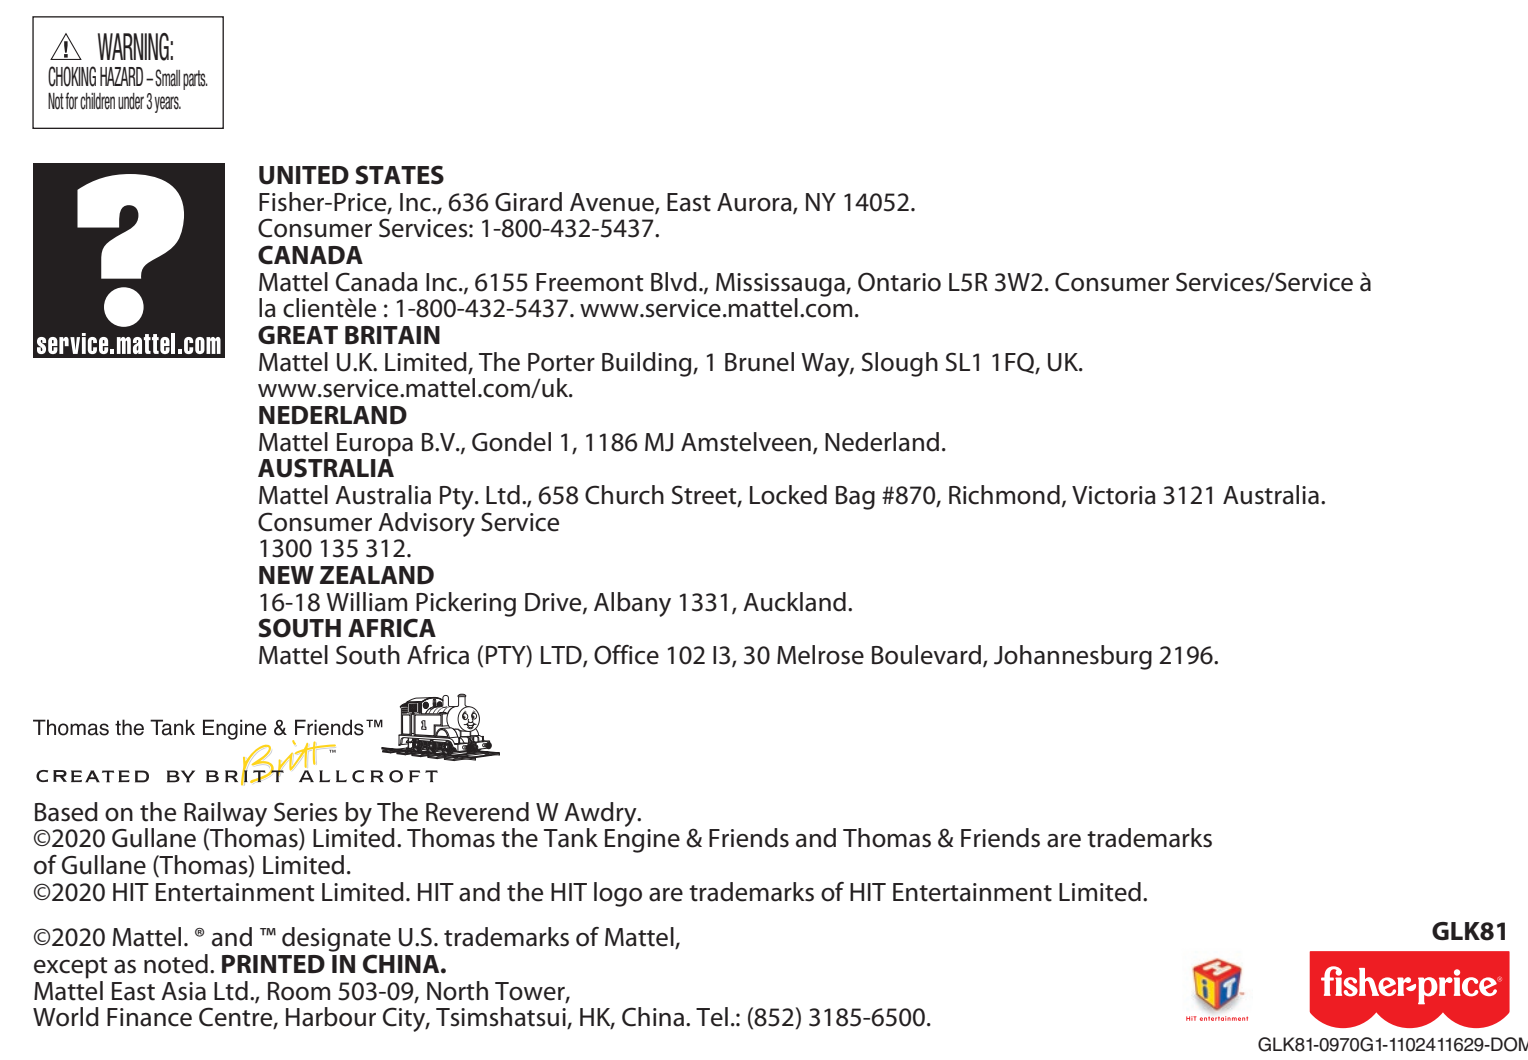 ⚠ WARNING:
CHOKING HAZARD – Small parts.
Not for children under 3 years.
service.mattel.com
UNITED STATES
Fisher-Price, Inc., 636 Girard Avenue, East Aurora, NY 14052.
Consumer Services: 1-800-432-5437.
CANADA
Mattel Canada Inc., 6155 Freemont Blvd., Mississauga, Ontario L5R 3W2. Consumer Services/Service à
la clientèle : 1-800-432-5437. www.service.mattel.com.
GREAT BRITAIN
Mattel U.K. Limited, The Porter Building, 1 Brunel Way, Slough SL1 1FQ, UK.
www.service.mattel.com/uk.
NEDERLAND
Mattel Europa B.V., Gondel 1, 1186 MJ Amstelveen, Nederland.
AUSTRALIA
Mattel Australia Pty. Ltd., 658 Church Street, Locked Bag #870, Richmond, Victoria 3121 Australia.
Consumer Advisory Service
1300 135 312.
NEW ZEALAND
16-18 William Pickering Drive, Albany 1331, Auckland.
SOUTH AFRICA
Mattel South Africa (PTY) LTD, Office 102 I3, 30 Melrose Boulevard, Johannesburg 2196.
Thomas the Tank Engine & Friends™
1
Britt™
CREATED BY BRITT ALLCROFT
Based on the Railway Series by The Reverend W Awdry.
©2020 Gullane (Thomas) Limited. Thomas the Tank Engine & Friends and Thomas & Friends are trademarks
of Gullane (Thomas) Limited.
©2020 HIT Entertainment Limited. HIT and the HIT logo are trademarks of HIT Entertainment Limited.
©2020 Mattel. ® and ™ designate U.S. trademarks of Mattel,
except as noted. PRINTED IN CHINA.
Mattel East Asia Ltd., Room 503-09, North Tower,
World Finance Centre, Harbour City, Tsimshatsui, HK, China. Tel.: (852) 3185-6500.
HiT
HiT entertainment
GLK81
fisher-price®
GLK81-0970G1-1102411629-DOM